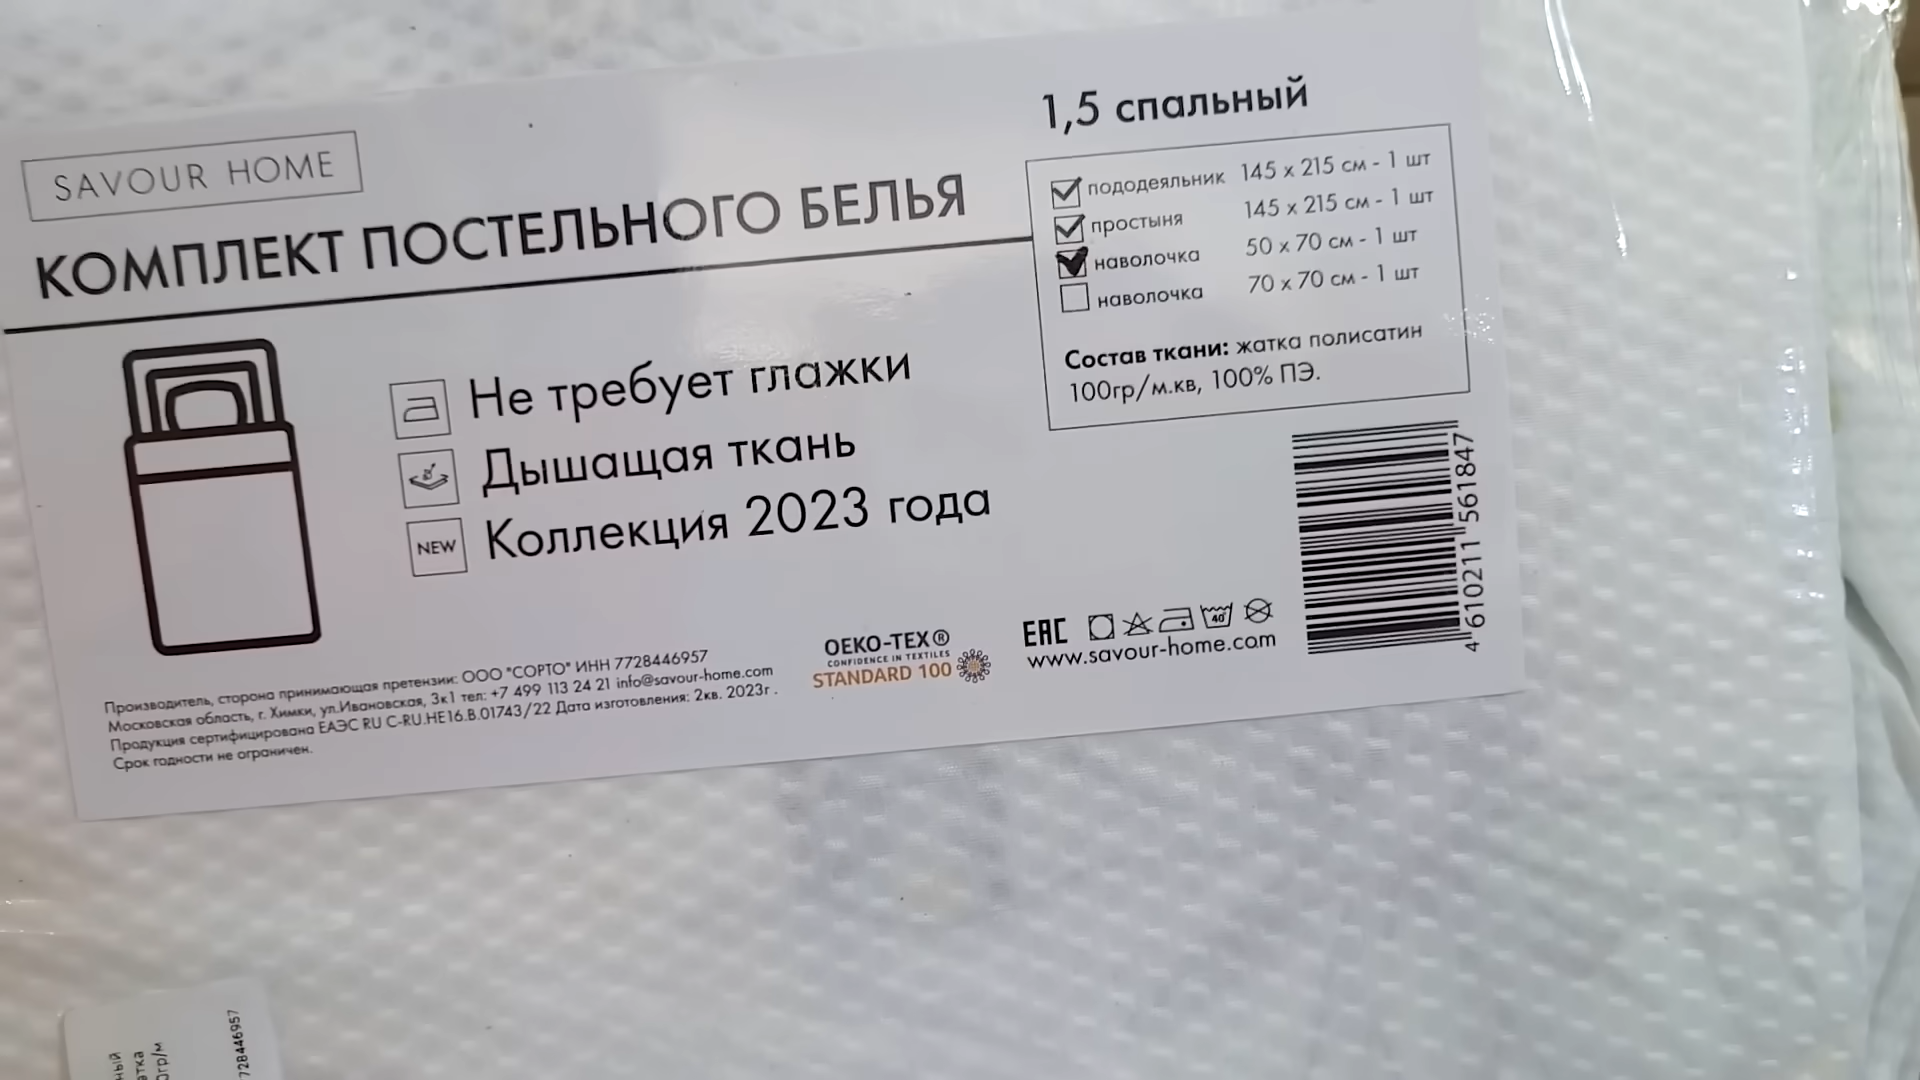 SAVOUR HOME
КОМПЛЕКТ ПОСТЕЛЬНОГО БЕЛЬЯ
1,5 спальный
пододеяльник 145 х 215 см - 1 шт
простыня 145 х 215 см - 1 шт
наволочка 50 х 70 см - 1 шт
наволочка 70 х 70 см - 1 шт
Состав ткани: жатка полисатин
100гр/м.кв, 100% ПЭ.
Не требует глажки
Дышащая ткань
NEW Коллекция 2023 года
Производитель, сторона принимающая претензии: ООО "СОРТО" ИНН 7728446957
Московская область, г. Химки, ул.Ивановская, 3к1 тел: +7 499 113 24 21 info@savour-home.com
Продукция сертифицирована ЕАЭС RU C-RU.HE16.B.01743/22 Дата изготовления: 2кв. 2023г .
Срок годности не ограничен.
OEKO-TEX®
CONFIDENCE IN TEXTILES
STANDARD 100
EAC 40
www.savour-home.com
4 610211 561847
ный
атка
0гр/м
7728446957